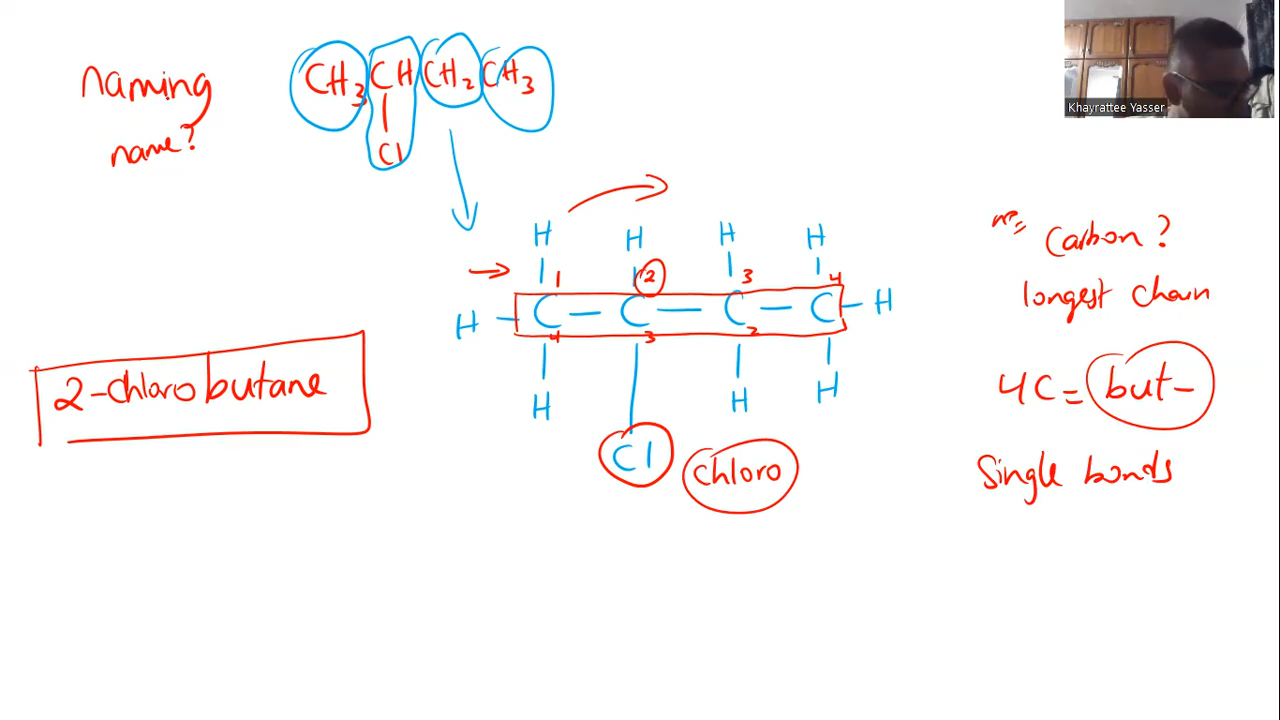 naming
name?
CH3 CH CH2 CH3
Cl
Khayrattee Yasser
H H H H
1 2 3 4
H - C - C - C - C - H
4 3 2
H H H
Cl
chloro
2-chlorobutane
Carbon?
longest chain
4C = but-
Single bonds